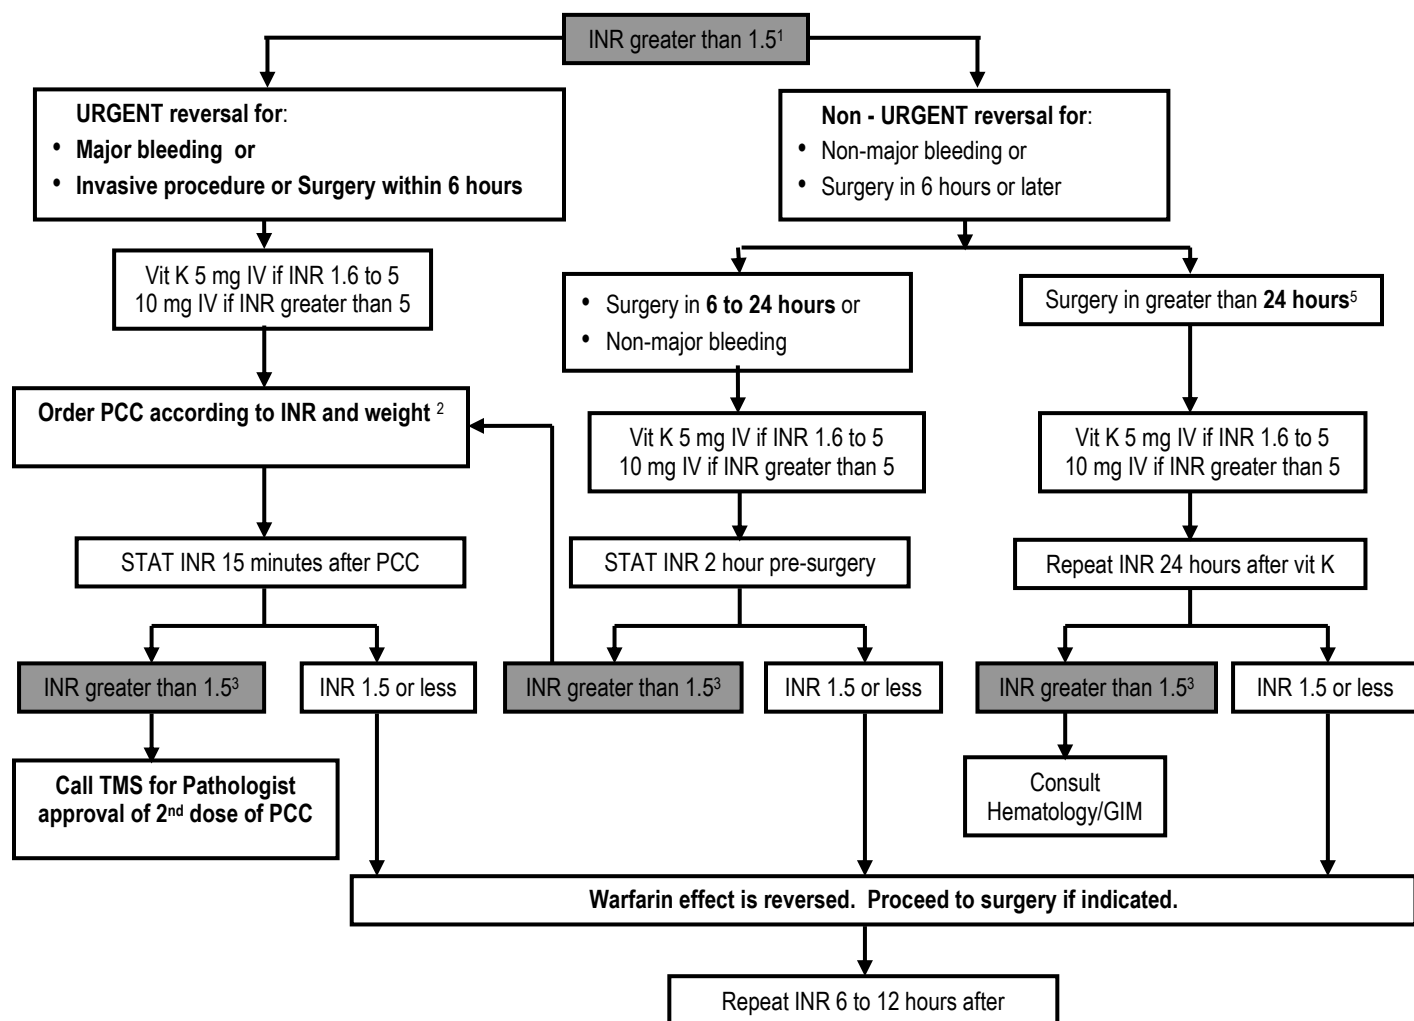 INR greater than 1.5¹
URGENT reversal for:
• Major bleeding or
• Invasive procedure or Surgery within 6 hours
Non - URGENT reversal for:
• Non-major bleeding or
• Surgery in 6 hours or later
Vit K 5 mg IV if INR 1.6 to 5
10 mg IV if INR greater than 5
• Surgery in 6 to 24 hours or
• Non-major bleeding
Surgery in greater than 24 hours⁵
Order PCC according to INR and weight ²
Vit K 5 mg IV if INR 1.6 to 5
10 mg IV if INR greater than 5
Vit K 5 mg IV if INR 1.6 to 5
10 mg IV if INR greater than 5
STAT INR 15 minutes after PCC
STAT INR 2 hour pre-surgery
Repeat INR 24 hours after vit K
INR greater than 1.5³
INR 1.5 or less
INR greater than 1.5³
INR 1.5 or less
INR greater than 1.5³
INR 1.5 or less
Call TMS for Pathologist
approval of 2ⁿᵈ dose of PCC
Consult
Hematology/GIM
Warfarin effect is reversed. Proceed to surgery if indicated.
Repeat INR 6 to 12 hours after